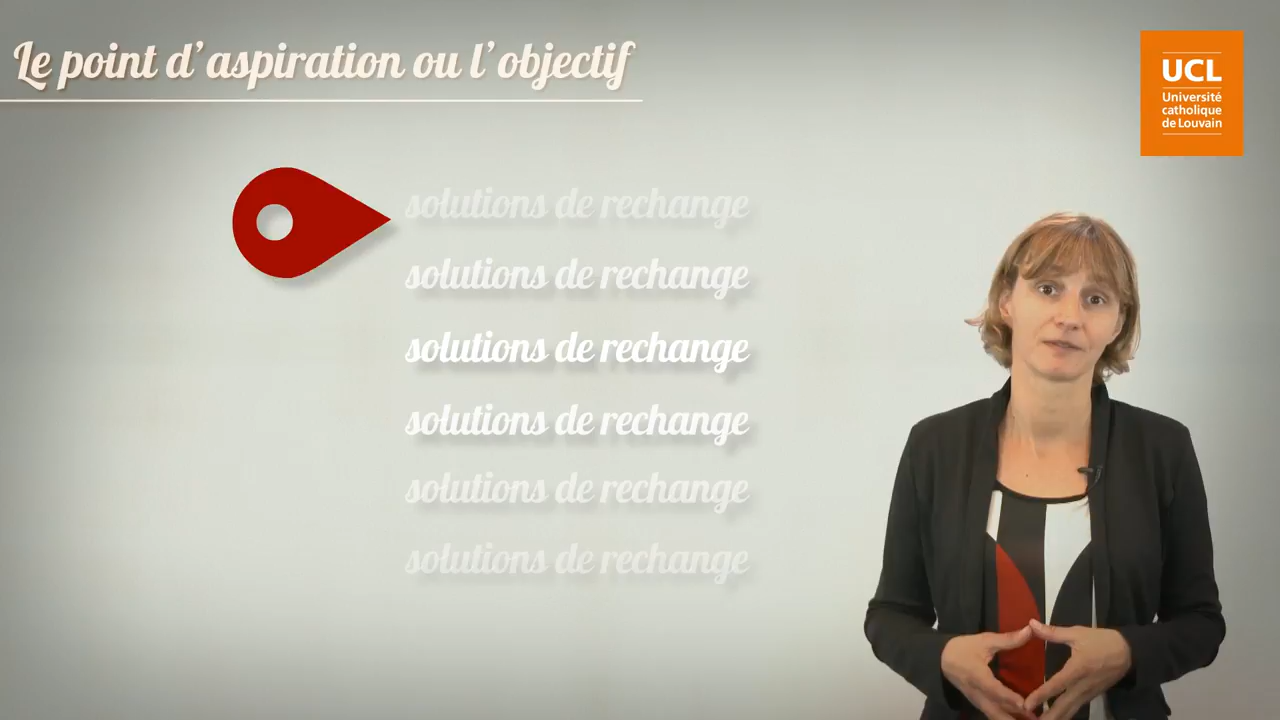 Le point d'aspiration ou l'objectif
UCL
Université
catholique
de Louvain
solutions de rechange
solutions de rechange
solutions de rechange
solutions de rechange
solutions de rechange
solutions de rechange